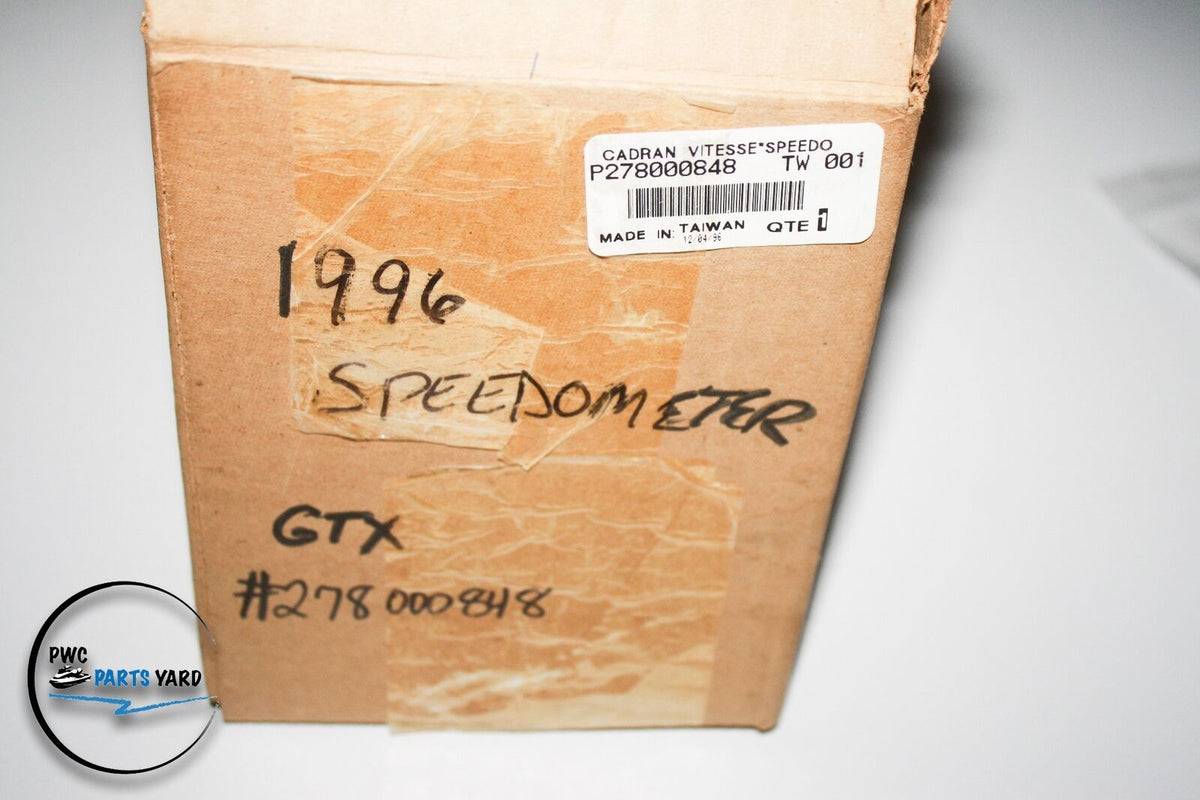 CADRAN VITESSE*SPEEDO
P278000848 TW 001
MADE IN: TAIWAN QTE 1
12/04/96
1996
SPEEDOMETER
GTX
#278000848
PWC
PARTS YARD